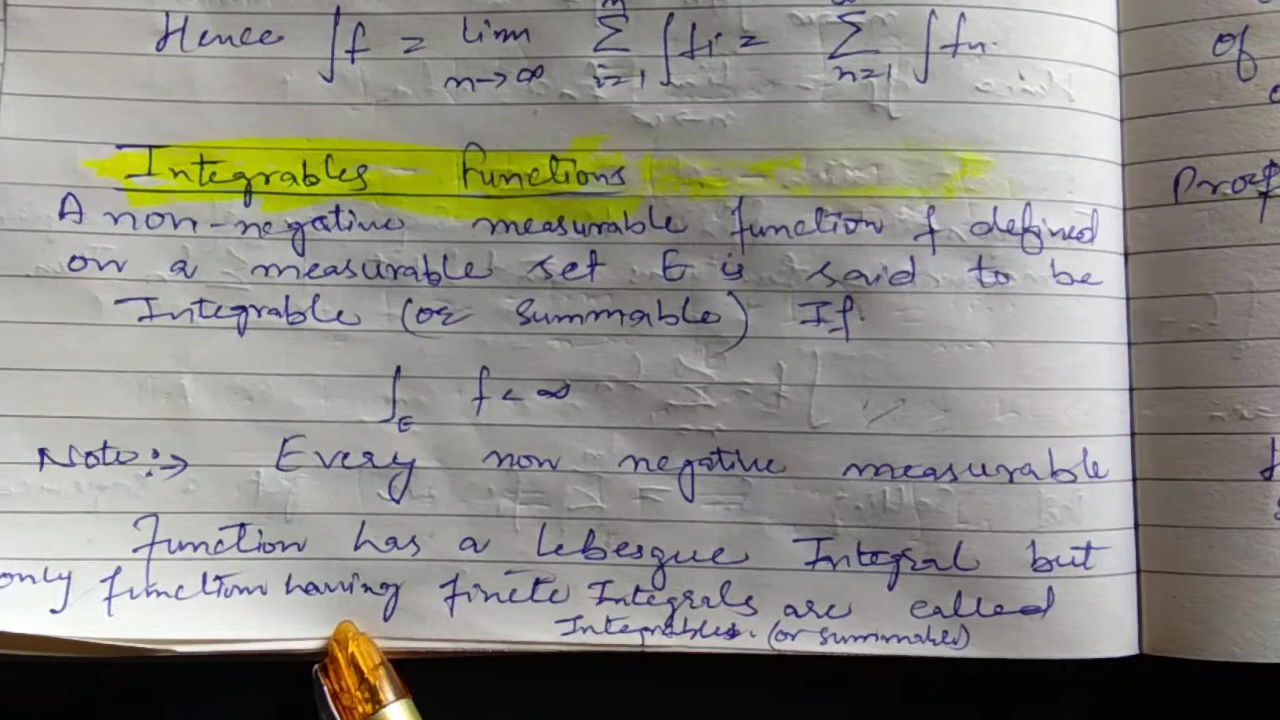 Hence ∫f = lim n→∞ Σ i=1 ∫fi = Σ n=1 ∞ ∫fn.
Integrables functions
A non-negative measurable function f defined
on a measurable set E is said to be
Integrable (or Summable) If
∫E f < ∞
Note:→ Every non negative measurable
Function has a lebesgue Integral but
only function having finite Integrals are called
Integrables. (or summables)
of
Proof